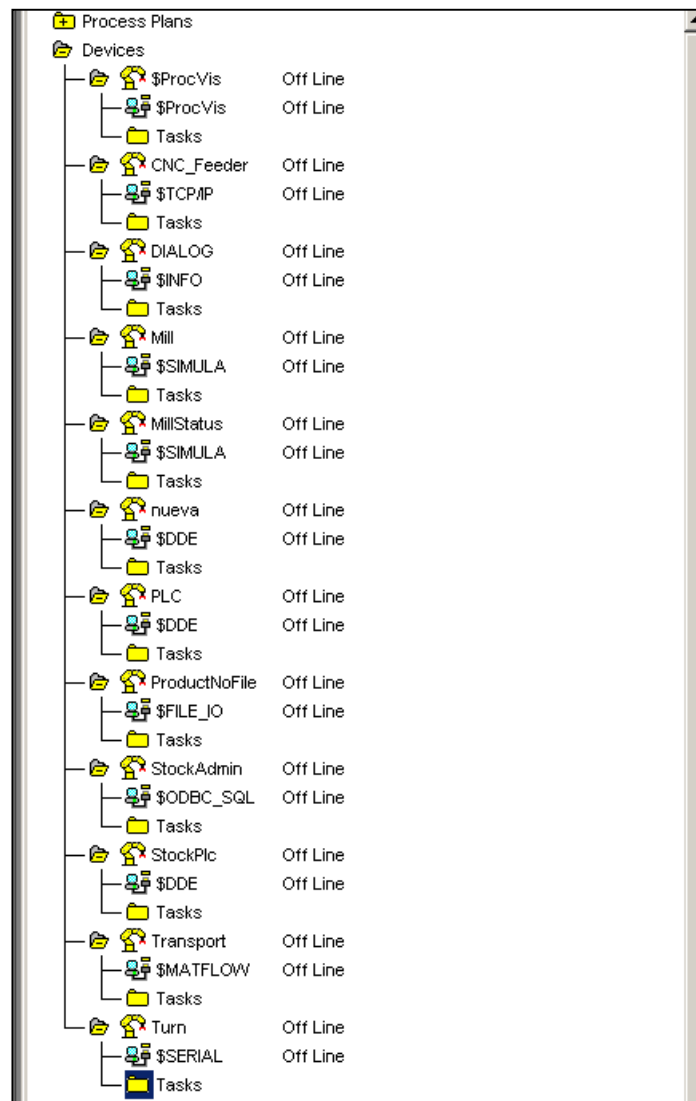 Process Plans
Devices
$ProcVis Off Line
$ProcVis Off Line
Tasks
CNC_Feeder Off Line
$TCP/IP Off Line
Tasks
DIALOG Off Line
$INFO Off Line
Tasks
Mill Off Line
$SIMULA Off Line
Tasks
MillStatus Off Line
$SIMULA Off Line
Tasks
nueva Off Line
$DDE Off Line
Tasks
PLC Off Line
$DDE Off Line
Tasks
ProductNoFile Off Line
$FILE_IO Off Line
Tasks
StockAdmin Off Line
$ODBC_SQL Off Line
Tasks
StockPlc Off Line
$DDE Off Line
Tasks
Transport Off Line
$MATFLOW Off Line
Tasks
Turn Off Line
$SERIAL Off Line
Tasks